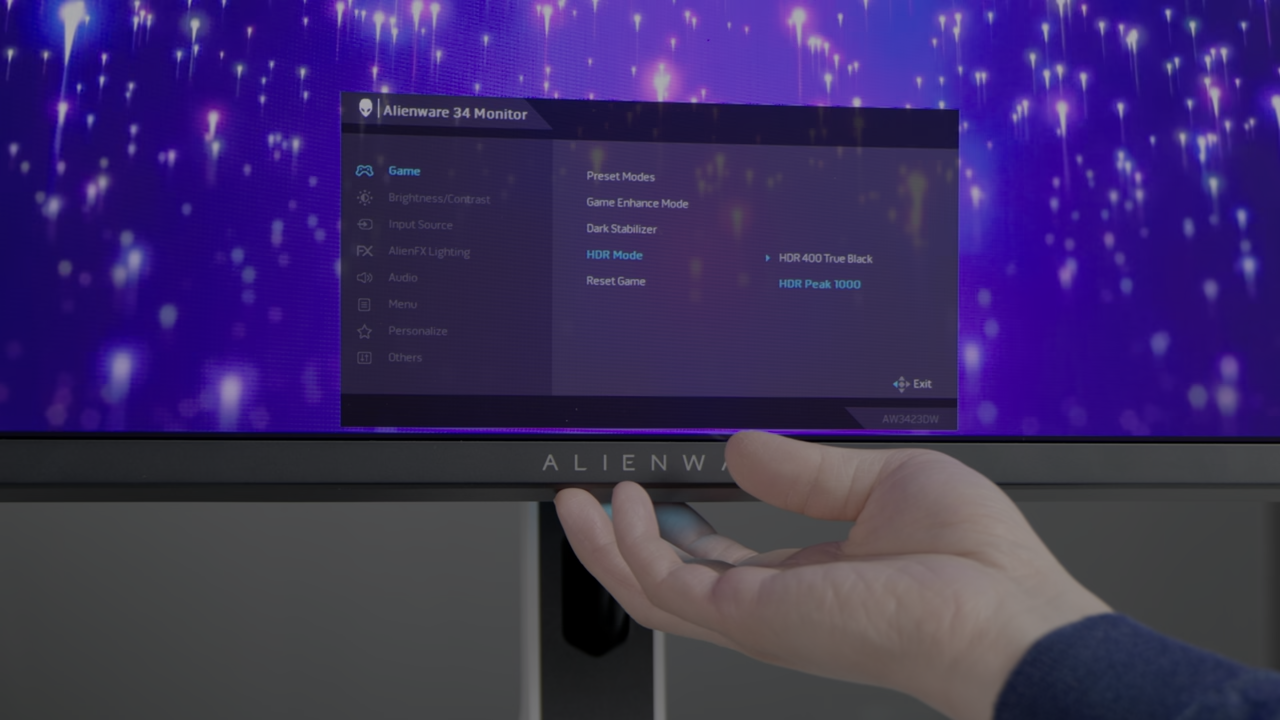 Alienware 34 Monitor
Game
Brightness/Contrast
Input Source
FX AlienFX Lighting
Audio
Menu
Personalize
Others
Preset Modes
Game Enhance Mode
Dark Stabilizer
HDR Mode
Reset Game
HDR 400 True Black
HDR Peak 1000
Exit
AW3423DW
ALIENWA